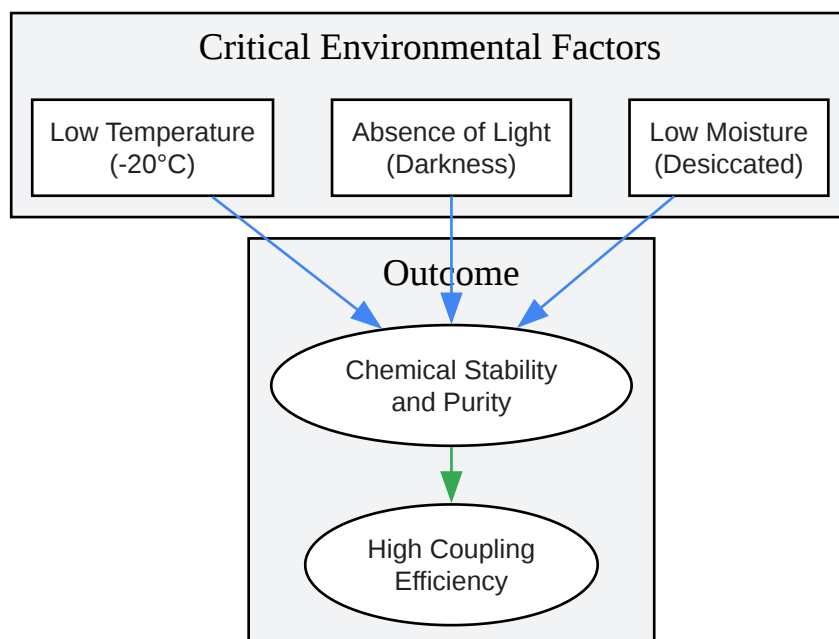 Critical Environmental Factors
Low Temperature
(-20°C)
Absence of Light
(Darkness)
Low Moisture
(Desiccated)
Outcome
Chemical Stability
and Purity
High Coupling
Efficiency